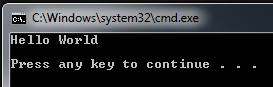 C:\Windows\system32\cmd.exe
Hello World
Press any key to continue . . .